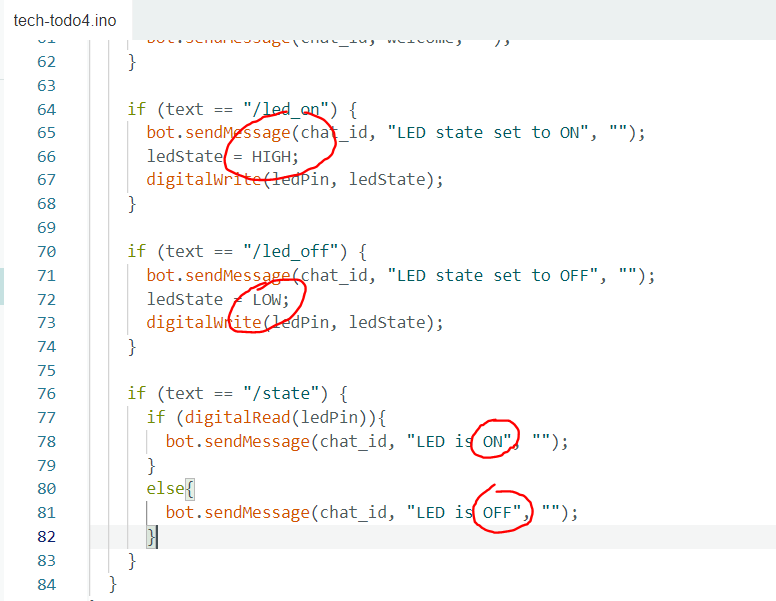 tech-todo4.ino
61 bot.sendMessage(chat_id, welcome, "");
62 }
63
64 if (text == "/led_on") {
65 bot.sendMessage(chat_id, "LED state set to ON", "");
66 ledState = HIGH;
67 digitalWrite(ledPin, ledState);
68 }
69
70 if (text == "/led_off") {
71 bot.sendMessage(chat_id, "LED state set to OFF", "");
72 ledState = LOW;
73 digitalWrite(ledPin, ledState);
74 }
75
76 if (text == "/state") {
77 if (digitalRead(ledPin)){
78 bot.sendMessage(chat_id, "LED is ON", "");
79 }
80 else{
81 bot.sendMessage(chat_id, "LED is OFF", "");
82 }
83 }
84 }